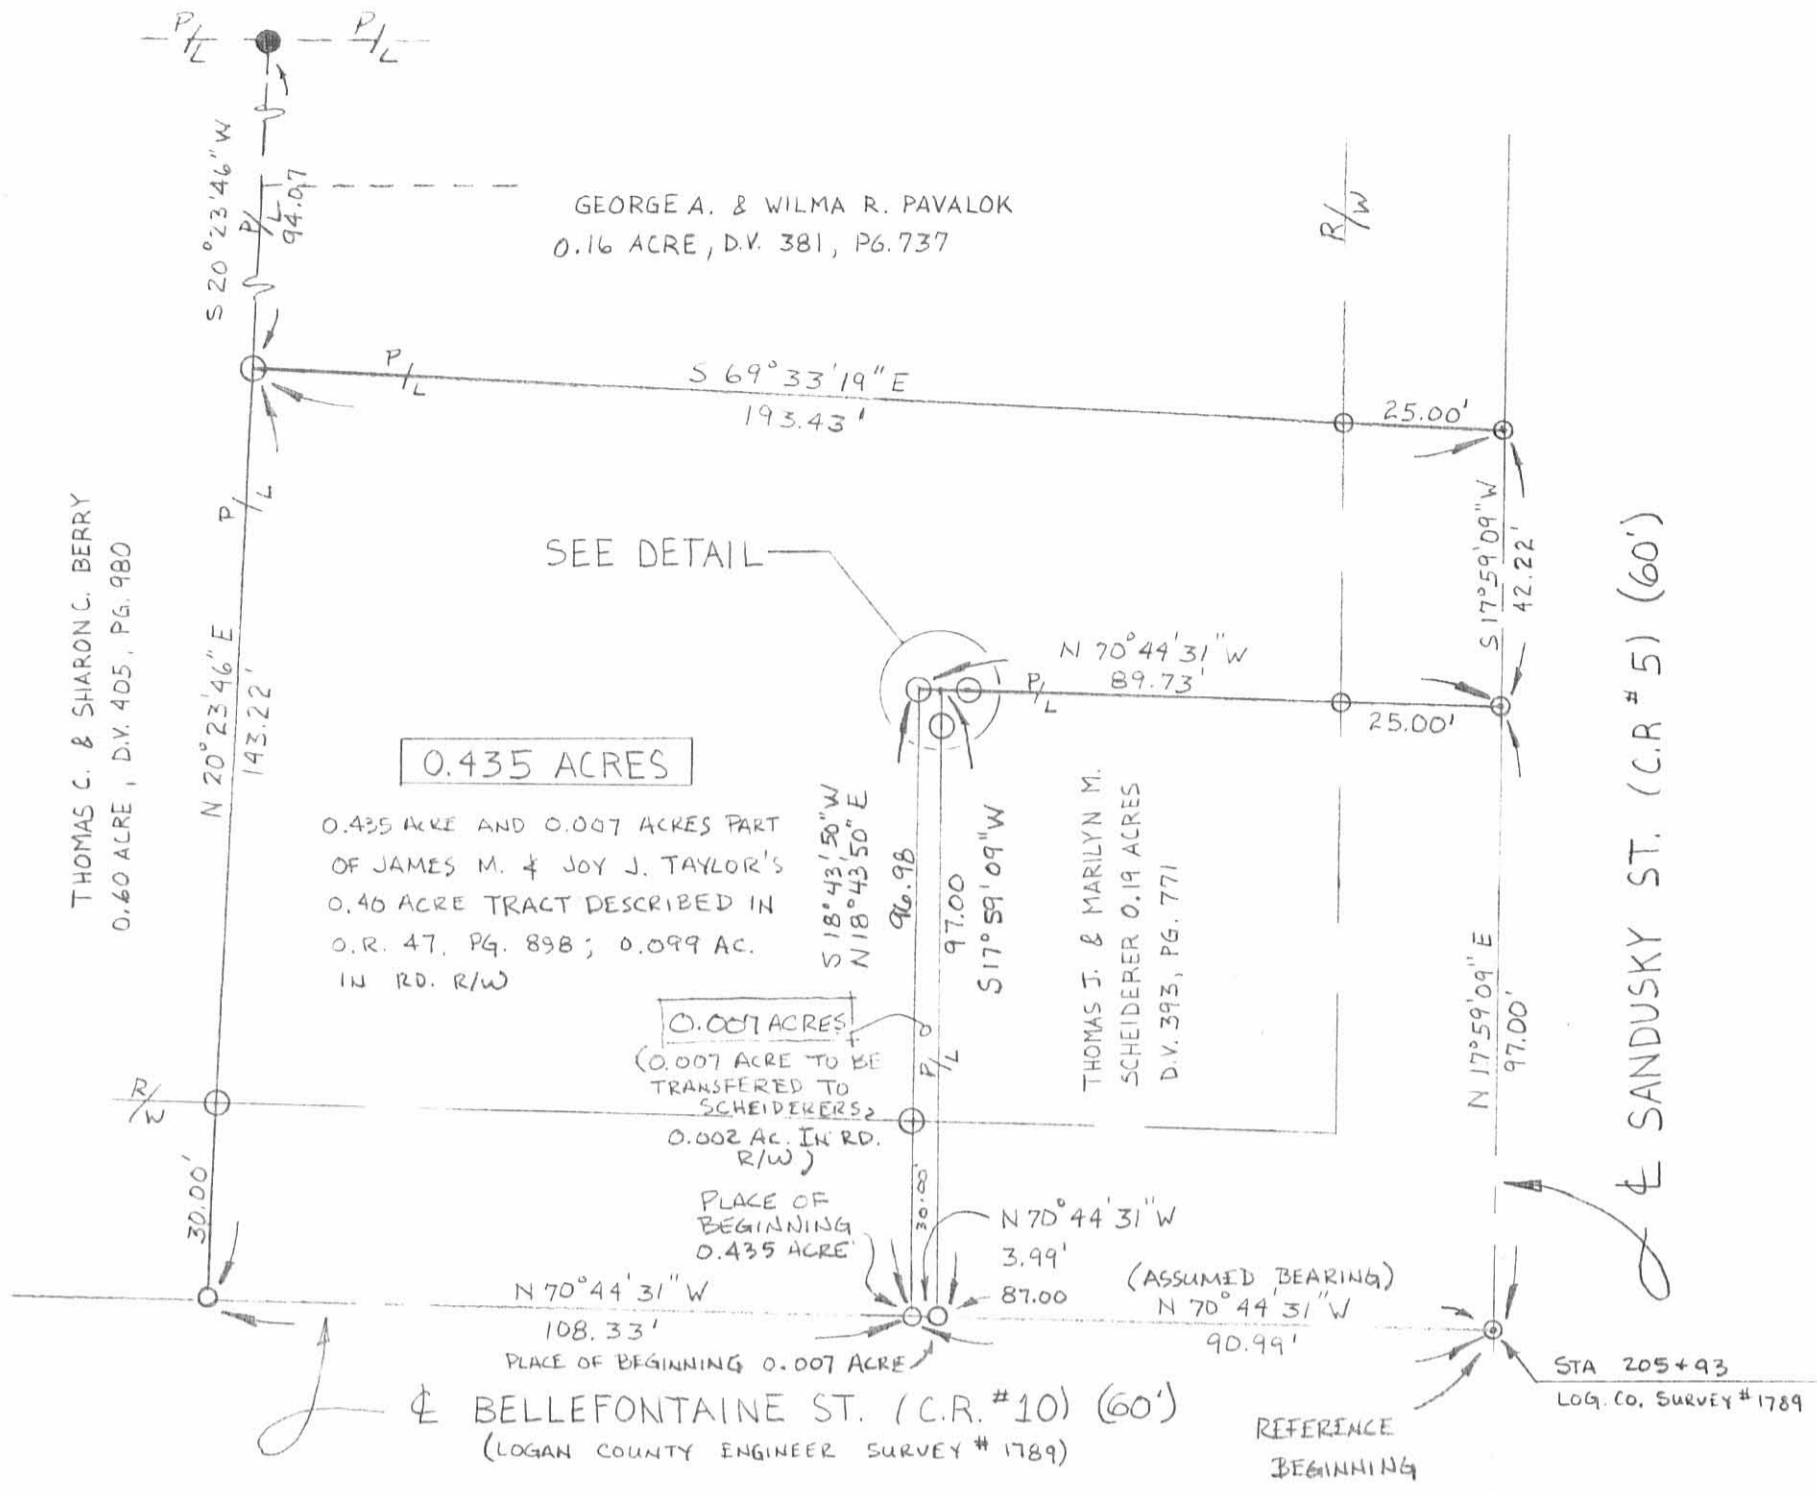 P/L
P/L
S 20°23'46" W
P/L
94.07
GEORGE A. & WILMA R. PAVALOK
0.16 ACRE, D.V. 381, PG. 737
R/W
P/L
S 69°33'19" E
193.43'
25.00'
THOMAS C. & SHARON C. BERRY
0.60 ACRE, D.V. 405, PG. 980
P/L
N 20°23'46" E
143.22'
SEE DETAIL
S 17°59'09" W
42.22'
N 70°44'31" W
89.73'
P/L
25.00'
0.435 ACRES
0.435 ACRE AND 0.007 ACRES PART
OF JAMES M. & JOY J. TAYLOR'S
0.40 ACRE TRACT DESCRIBED IN
O.R. 47, PG. 898; 0.099 AC.
IN RD. R/W
S 18°43'50" W
N 18°43'50" E
96.98
97.00
S 17°59'09" W
THOMAS J. & MARILYN M.
SCHEIDERER 0.19 ACRES
D.V. 393, PG. 771
N 17°59'09" E
97.00'
℄ SANDUSKY ST. (C.R # 5) (60')
0.007 ACRES
(0.007 ACRE TO BE
TRANSFERED TO
SCHEIDERERS,
0.002 AC. IN RD.
R/W)
P/L
R/W
30.00'
PLACE OF
BEGINNING
0.435 ACRE
30.00'
N 70°44'31" W
3.99'
87.00
(ASSUMED BEARING)
N 70°44'31" W
90.99'
N 70°44'31" W
108.33'
PLACE OF BEGINNING 0.007 ACRE
℄ BELLEFONTAINE ST. (C.R. #10) (60')
(LOGAN COUNTY ENGINEER SURVEY # 1789)
STA 205+93
LOG. CO. SURVEY # 1789
REFERENCE
BEGINNING